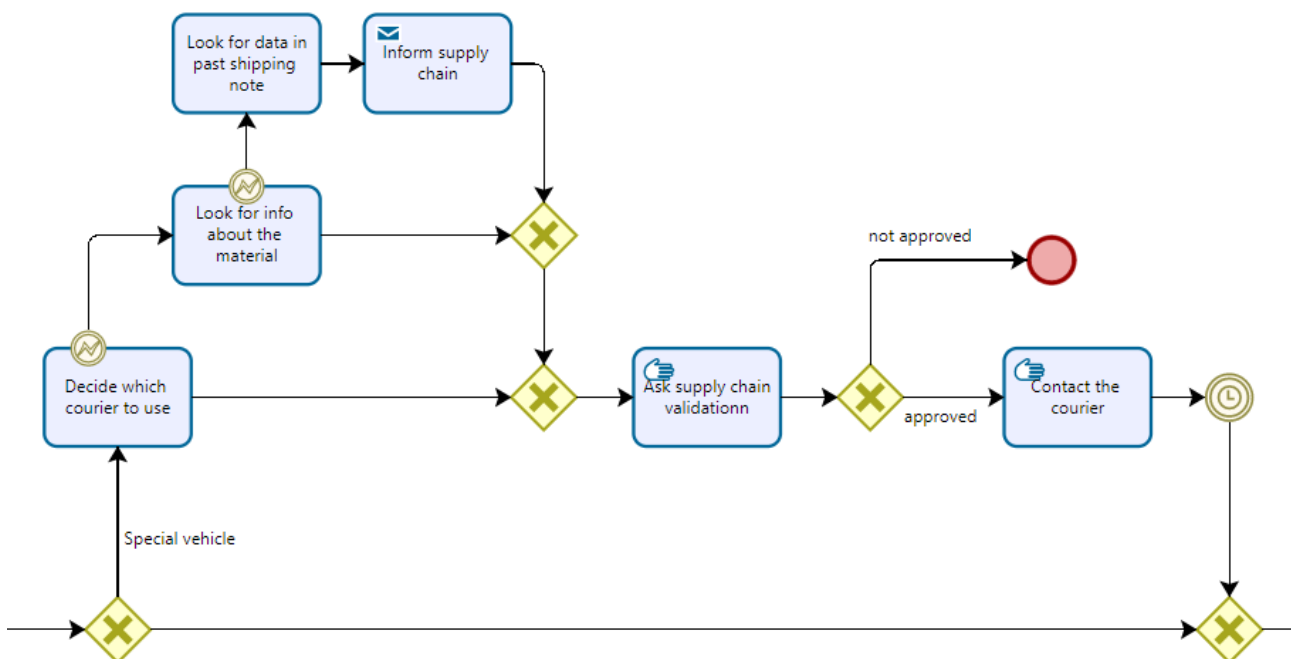 Look for data in
past shipping
note
Inform supply
chain
Look for info
about the
material
not approved
Decide which
courier to use
Ask supply chain
validationn
approved
Contact the
courier
Special vehicle